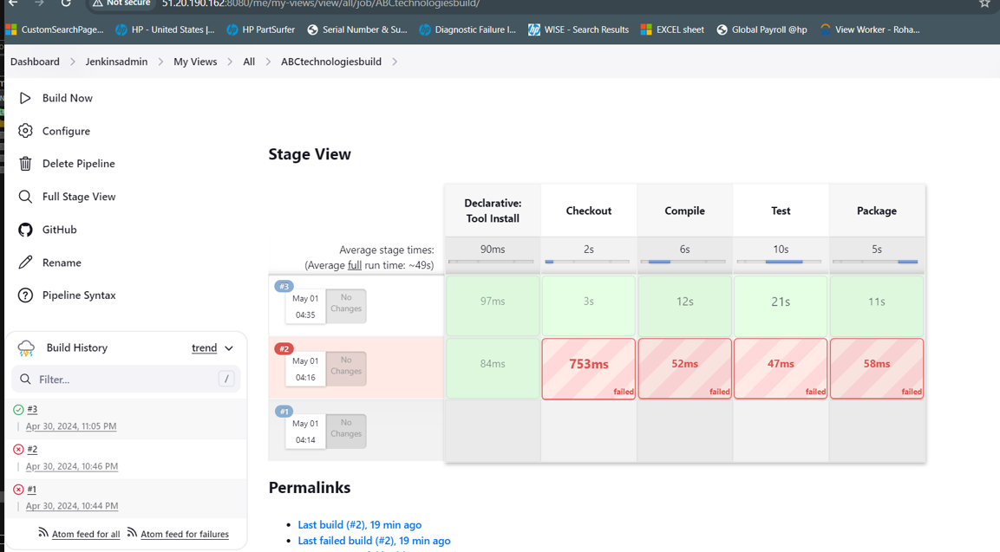 Not secure 51.20.190.162:8080/me/my-views/view/all/job/ABCtechnologiesbuild/
CustomSearchPage... HP - United States |... HP PartSurfer Serial Number & Su... Diagnostic Failure I... WISE - Search Results EXCEL sheet Global Payroll @hp View Worker - Roha...
Dashboard > Jenkinsadmin > My Views > All > ABCtechnologiesbuild >
Build Now
Configure
Delete Pipeline
Full Stage View
GitHub
Rename
Pipeline Syntax
Build History trend
Filter... /
#3
Apr 30, 2024, 11:05 PM
#2
Apr 30, 2024, 10:46 PM
#1
Apr 30, 2024, 10:44 PM
Atom feed for all Atom feed for failures
Stage View
Declarative: Checkout Compile Test Package
Tool Install
Average stage times: 90ms 2s 6s 10s 5s
(Average full run time: ~49s)
#3
May 01 No
Changes
04:35
97ms 3s 12s 21s 11s
#2
May 01 No
Changes
04:16
84ms 753ms 52ms 47ms 58ms
failed failed failed failed
#1
May 01 No
Changes
04:14
Permalinks
• Last build (#2), 19 min ago
• Last failed build (#2), 19 min ago